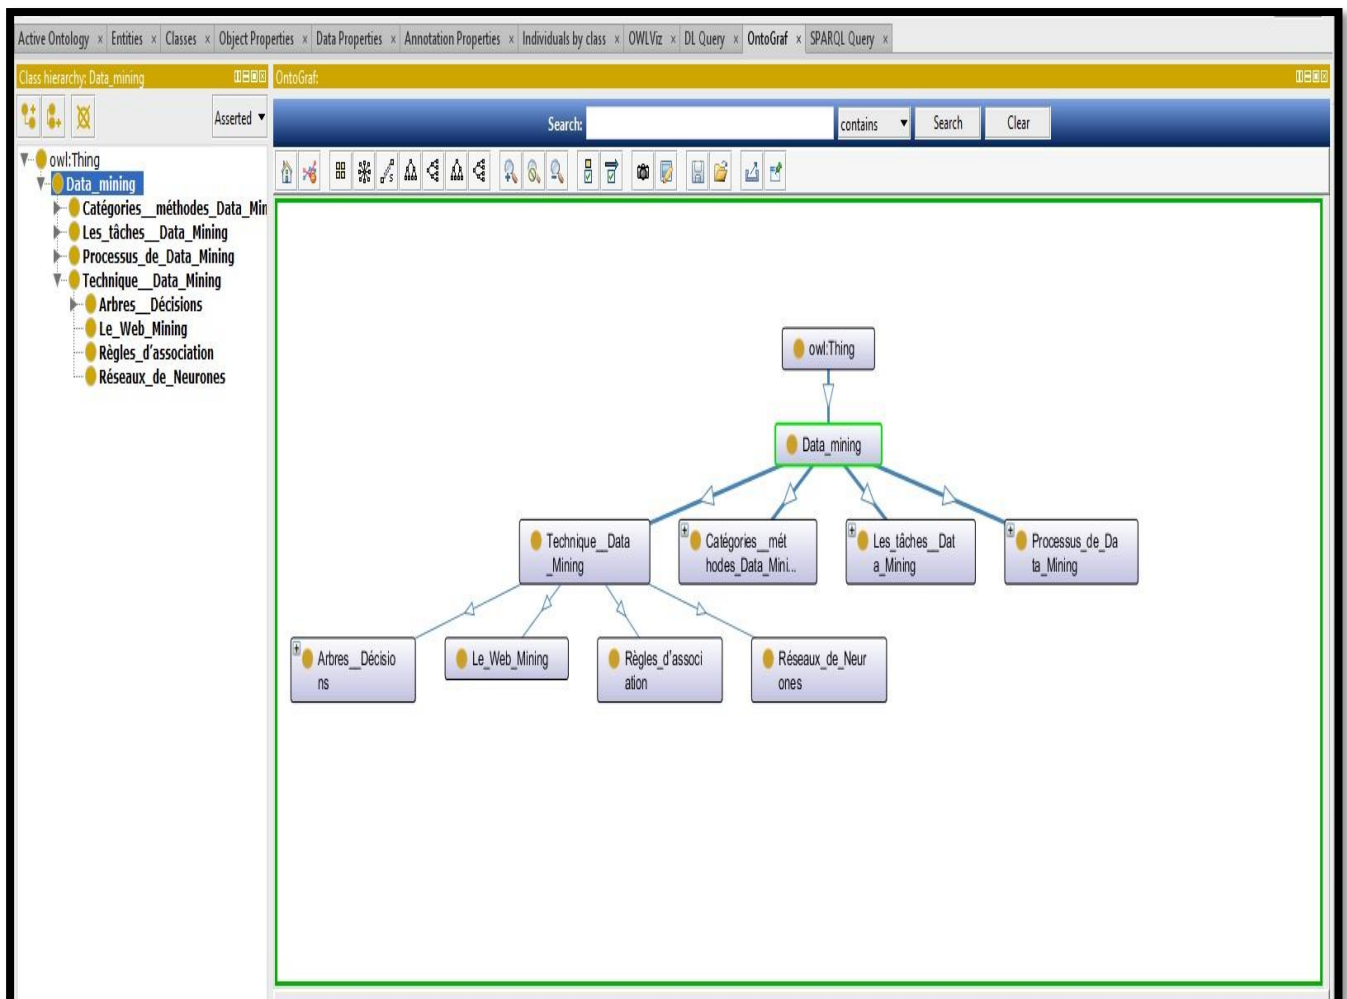 Active Ontology × Entities × Classes × Object Properties × Data Properties × Annotation Properties × Individuals by class × OWLViz × DL Query × OntoGraf × SPARQL Query ×
Class hierarchy: Data_mining
OntoGraf:
Asserted
Search:
contains
Search
Clear
owl:Thing
Data_mining
Catégories__méthodes_Data_Min
Les_tâches__Data_Mining
Processus_de_Data_Mining
Technique__Data_Mining
Arbres__Décisions
Le_Web_Mining
Règles_d'association
Réseaux_de_Neurones
owl:Thing
Data_mining
Technique__Data
_Mining
Catégories__mét
hodes_Data_Mini...
Les_tâches__Dat
a_Mining
Processus_de_Da
ta_Mining
Arbres__Décisio
ns
Le_Web_Mining
Règles_d'associ
ation
Réseaux_de_Neur
ones